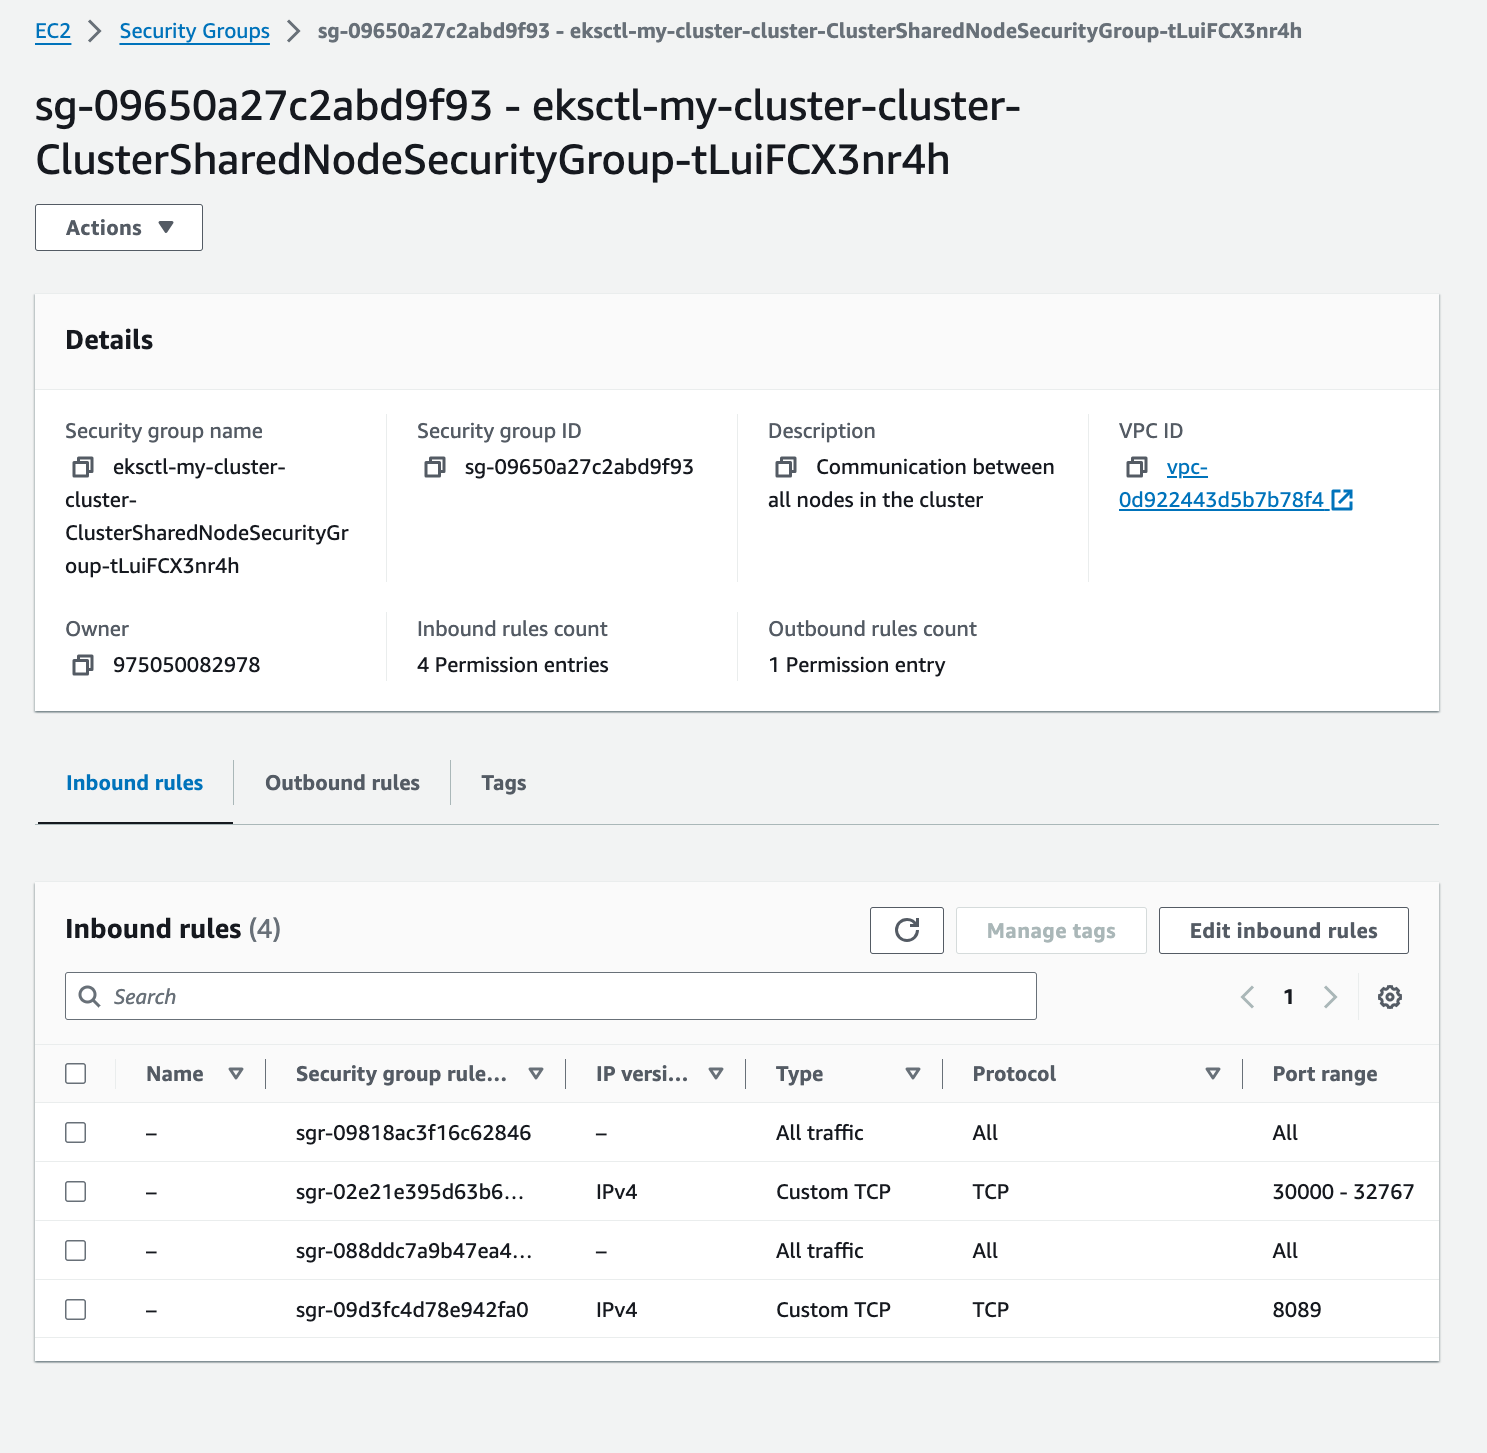 EC2 > Security Groups > sg-09650a27c2abd9f93 - eksctl-my-cluster-cluster-ClusterSharedNodeSecurityGroup-tLuiFCX3nr4h
sg-09650a27c2abd9f93 - eksctl-my-cluster-cluster-
ClusterSharedNodeSecurityGroup-tLuiFCX3nr4h
Actions
Details
Security group name
eksctl-my-cluster-
cluster-
ClusterSharedNodeSecurityGr
oup-tLuiFCX3nr4h
Security group ID
sg-09650a27c2abd9f93
Description
Communication between
all nodes in the cluster
VPC ID
vpc-
0d922443d5b7b78f4
Owner
975050082978
Inbound rules count
4 Permission entries
Outbound rules count
1 Permission entry
Inbound rules Outbound rules Tags
Inbound rules (4) Manage tags Edit inbound rules
Search 1
Name Security group rule... IP versi... Type Protocol Port range
– sgr-09818ac3f16c62846 – All traffic All All
– sgr-02e21e395d63b6... IPv4 Custom TCP TCP 30000 - 32767
– sgr-088ddc7a9b47ea4... – All traffic All All
– sgr-09d3fc4d78e942fa0 IPv4 Custom TCP TCP 8089